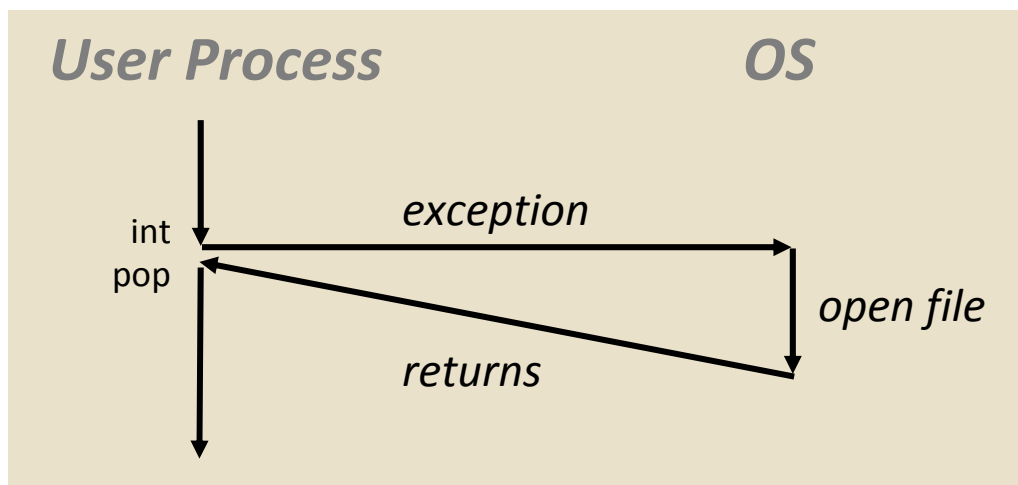 User Process
OS
exception
int
pop
open file
returns